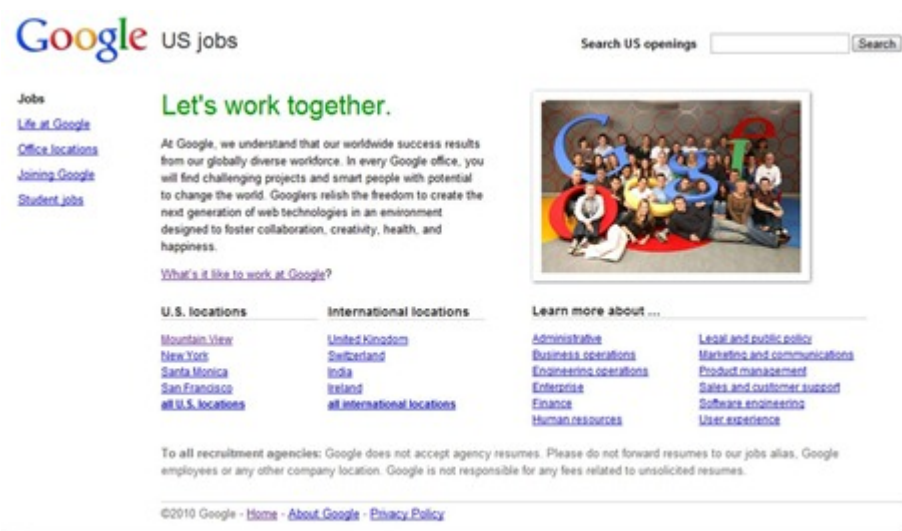 Google US jobs
Search US openings
Search
Jobs
Life at Google
Office locations
Joining Google
Student jobs
Let's work together.
At Google, we understand that our worldwide success results
from our globally diverse workforce. In every Google office, you
will find challenging projects and smart people with potential
to change the world. Googlers relish the freedom to create the
next generation of web technologies in an environment
designed to foster collaboration, creativity, health, and
happiness.
What's it like to work at Google?
Google
U.S. locations
Mountain View
New York
Santa Monica
San Francisco
all U.S. locations
International locations
United Kingdom
Switzerland
India
Ireland
all international locations
Learn more about ...
Administrative
Business operations
Engineering operations
Enterprise
Finance
Human resources
Legal and public policy
Marketing and communications
Product management
Sales and customer support
Software engineering
User experience
To all recruitment agencies: Google does not accept agency resumes. Please do not forward resumes to our jobs alias, Google
employees or any other company location. Google is not responsible for any fees related to unsolicited resumes.
©2010 Google - Home - About Google - Privacy Policy